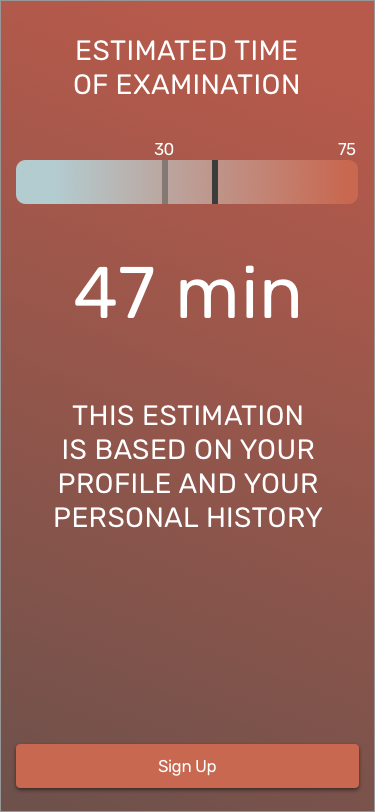 ESTIMATED TIME
OF EXAMINATION
30 75
47 min
THIS ESTIMATION
IS BASED ON YOUR
PROFILE AND YOUR
PERSONAL HISTORY
Sign Up